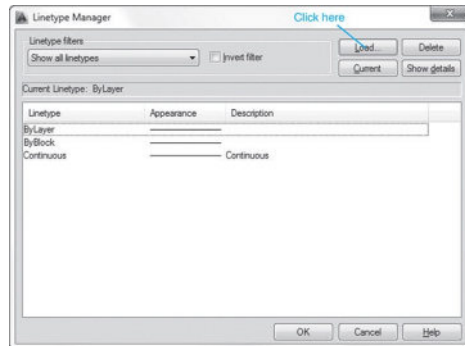 Linetype Manager
Click here
Linetype filters
Show all linetypes
Invert filter
Load...
Delete
Current
Show details
Current Linetype: ByLayer
Linetype Appearance Description
ByLayer
ByBlock
Continuous Continuous
OK Cancel Help